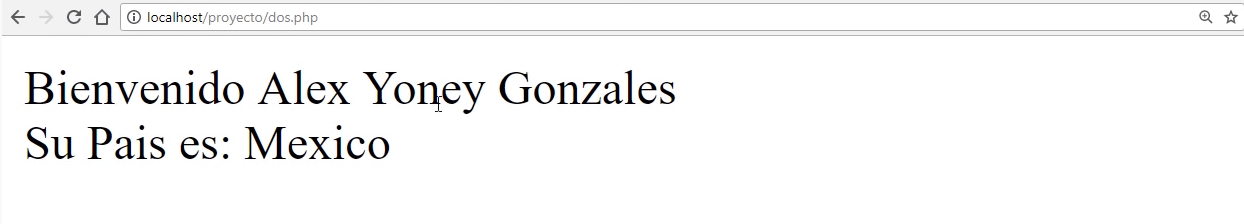 localhost/proyecto/dos.php
Bienvenido Alex Yoney Gonzales
Su Pais es: Mexico